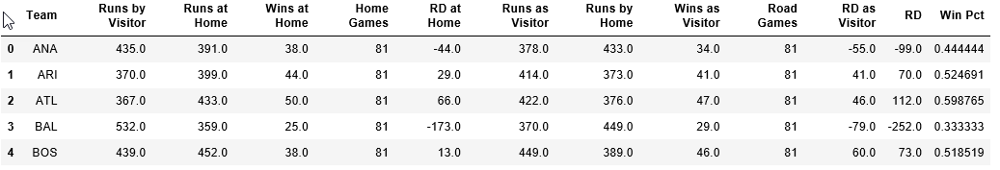 Team Runs by Visitor Runs at Home Wins at Home Home Games RD at Home Runs as Visitor Runs by Home Wins as Visitor Road Games RD as Visitor RD Win Pct
0 ANA 435.0 391.0 38.0 81 -44.0 378.0 433.0 34.0 81 -55.0 -99.0 0.444444
1 ARI 370.0 399.0 44.0 81 29.0 414.0 373.0 41.0 81 41.0 70.0 0.524691
2 ATL 367.0 433.0 50.0 81 66.0 422.0 376.0 47.0 81 46.0 112.0 0.598765
3 BAL 532.0 359.0 25.0 81 -173.0 370.0 449.0 29.0 81 -79.0 -252.0 0.333333
4 BOS 439.0 452.0 38.0 81 13.0 449.0 389.0 46.0 81 60.0 73.0 0.518519